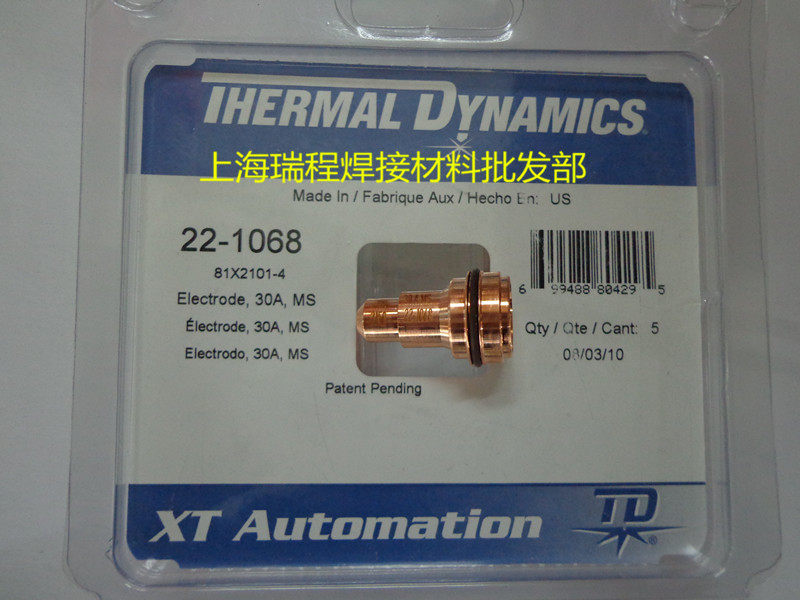 THERMAL DYNAMICS®
上海瑞程焊接材料批发部
Made In / Fabrique Aux / Hecho En: US
22-1068
81X2101-4
Electrode, 30A, MS
Électrode, 30A, MS
Electrodo, 30A, MS
30A MS
6 99488 80429 5
Qty / Qte / Cant: 5
08/03/10
Patent Pending
XT Automation
TD®